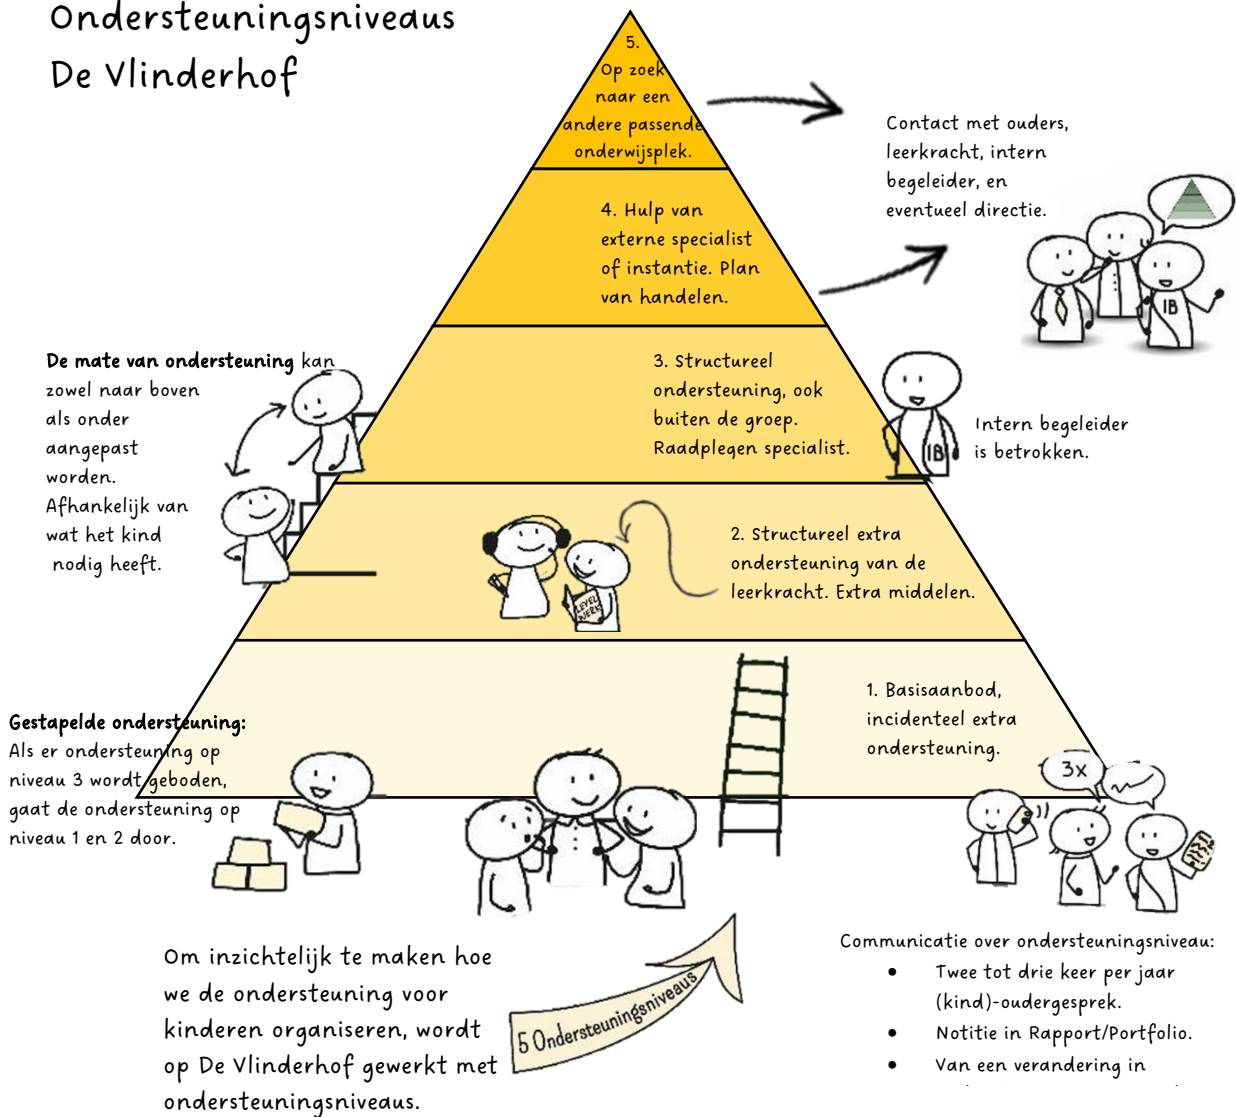 Ondersteuningsniveaus
De Vlinderhof
5.
Op zoek
naar een
andere passende
onderwijsplek.
Contact met ouders,
leerkracht, intern
begeleider, en
eventueel directie.
4. Hulp van
externe specialist
of instantie. Plan
van handelen.
IB
De mate van ondersteuning kan
zowel naar boven
als onder
aangepast
worden.
Afhankelijk van
wat het kind
nodig heeft.
3. Structureel
ondersteuning, ook
buiten de groep.
Raadplegen specialist.
IB
Intern begeleider
is betrokken.
2. Structureel extra
ondersteuning van de
leerkracht. Extra middelen.
LEVEL
WERK
1. Basisaanbod,
incidenteel extra
ondersteuning.
Gestapelde ondersteuning:
Als er ondersteuning op
niveau 3 wordt geboden,
gaat de ondersteuning op
niveau 1 en 2 door.
3x
Om inzichtelijk te maken hoe
we de ondersteuning voor
kinderen organiseren, wordt
op De Vlinderhof gewerkt met
ondersteuningsniveaus.
5 Ondersteuningsniveaus
Communicatie over ondersteuningsniveau:
• Twee tot drie keer per jaar
(kind)-oudergesprek.
• Notitie in Rapport/Portfolio.
• Van een verandering in